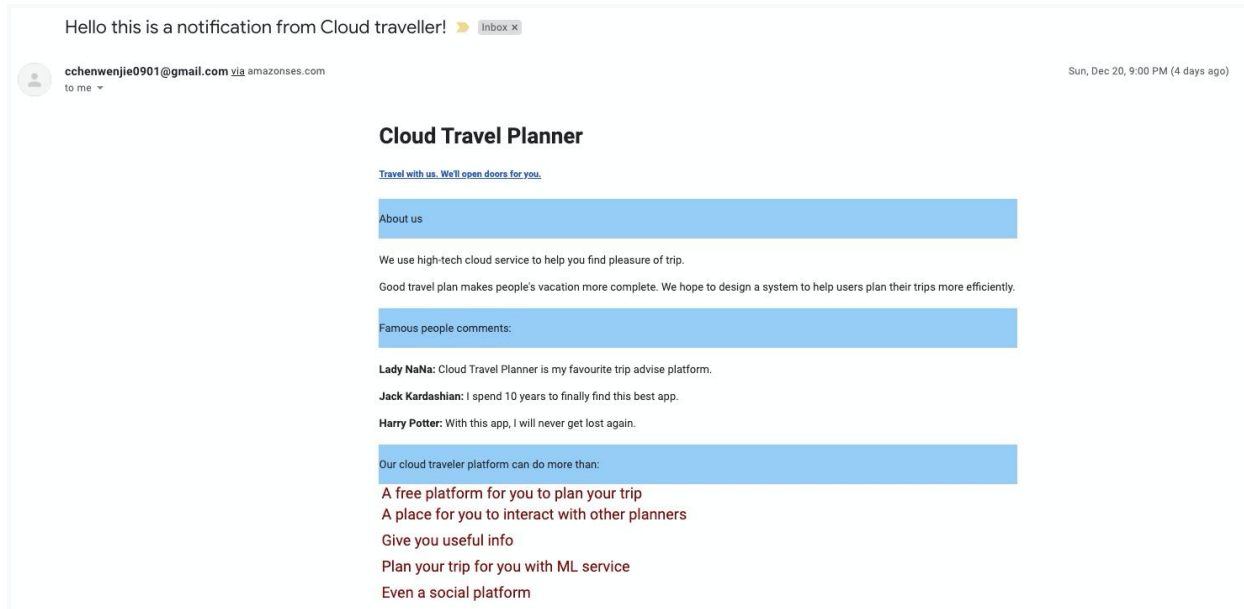 Hello this is a notification from Cloud traveller!
Inbox ×
cchenwenjie0901@gmail.com via amazonses.com
Sun, Dec 20, 9:00 PM (4 days ago)
to me
Cloud Travel Planner
Travel with us. We'll open doors for you.
About us
We use high-tech cloud service to help you find pleasure of trip.
Good travel plan makes people's vacation more complete. We hope to design a system to help users plan their trips more efficiently.
Famous people comments:
Lady NaNa: Cloud Travel Planner is my favourite trip advise platform.
Jack Kardashian: I spend 10 years to finally find this best app.
Harry Potter: With this app, I will never get lost again.
Our cloud traveler platform can do more than:
A free platform for you to plan your trip
A place for you to interact with other planners
Give you useful info
Plan your trip for you with ML service
Even a social platform